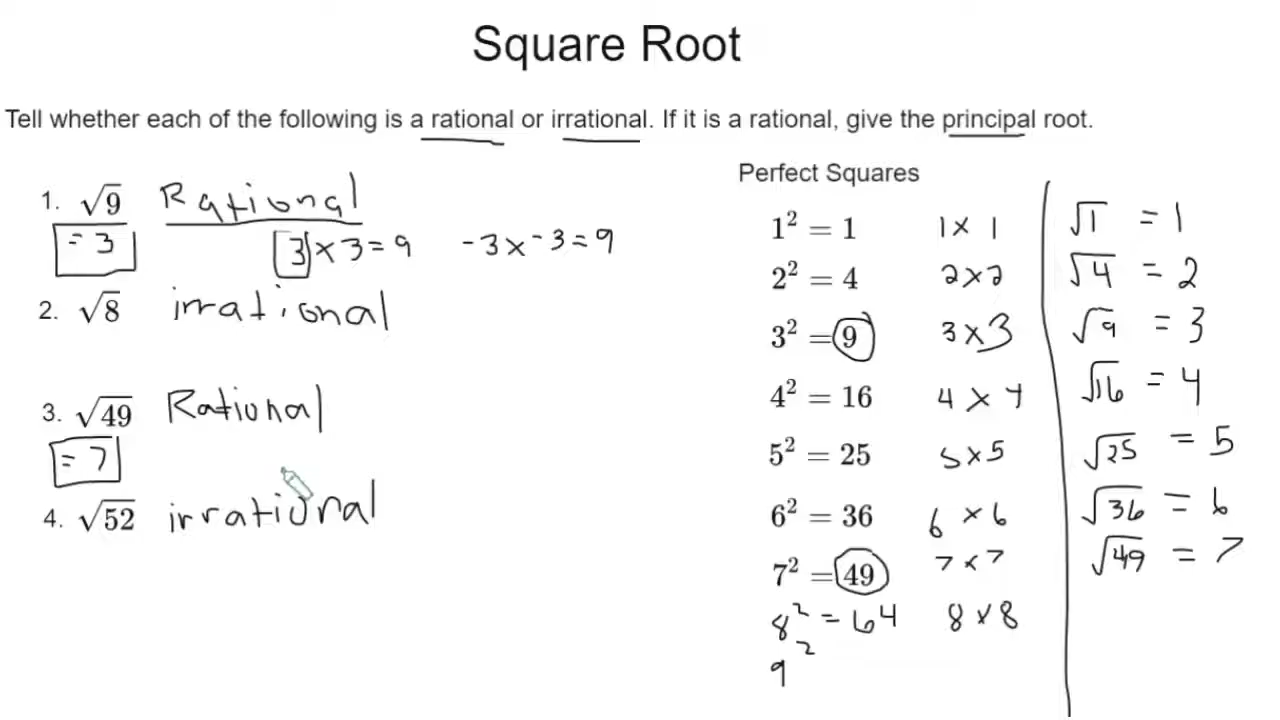 Square Root
Tell whether each of the following is a rational or irrational. If it is a rational, give the principal root.
1. √9 Rational
= 3
3 × 3 = 9 -3 × -3 = 9
2. √8 irrational
3. √49 Rational
= 7
4. √52 irrational
Perfect Squares
1² = 1 1 × 1
2² = 4 2 × 2
3² = 9 3 × 3
4² = 16 4 × 4
5² = 25 5 × 5
6² = 36 6 × 6
7² = 49 7 × 7
8² = 64 8 × 8
9²
√1 = 1
√4 = 2
√9 = 3
√16 = 4
√25 = 5
√36 = 6
√49 = 7